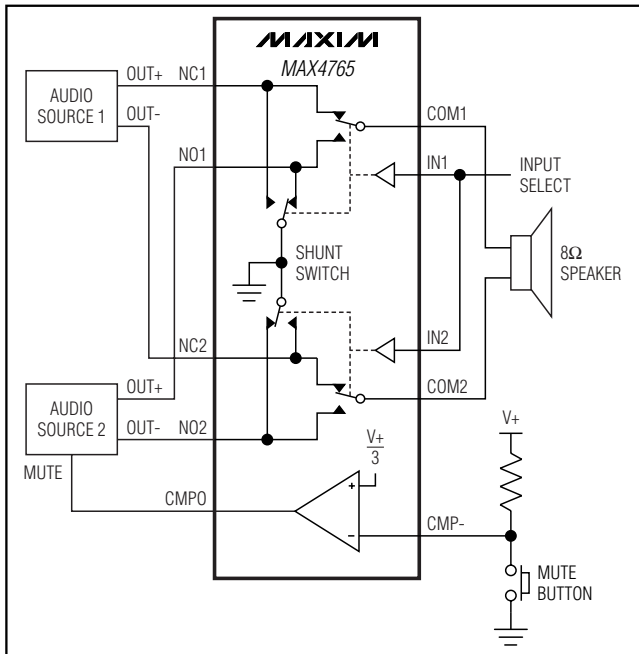 MAXIM
MAX4765
AUDIO
SOURCE 1
OUT+
NC1
OUT-
NO1
COM1
IN1
INPUT
SELECT
SHUNT
SWITCH
8Ω
SPEAKER
NC2
IN2
COM2
AUDIO
SOURCE 2
OUT+
OUT-
NO2
MUTE
CMPO
V+
3
+
-
CMP-
V+
MUTE
BUTTON